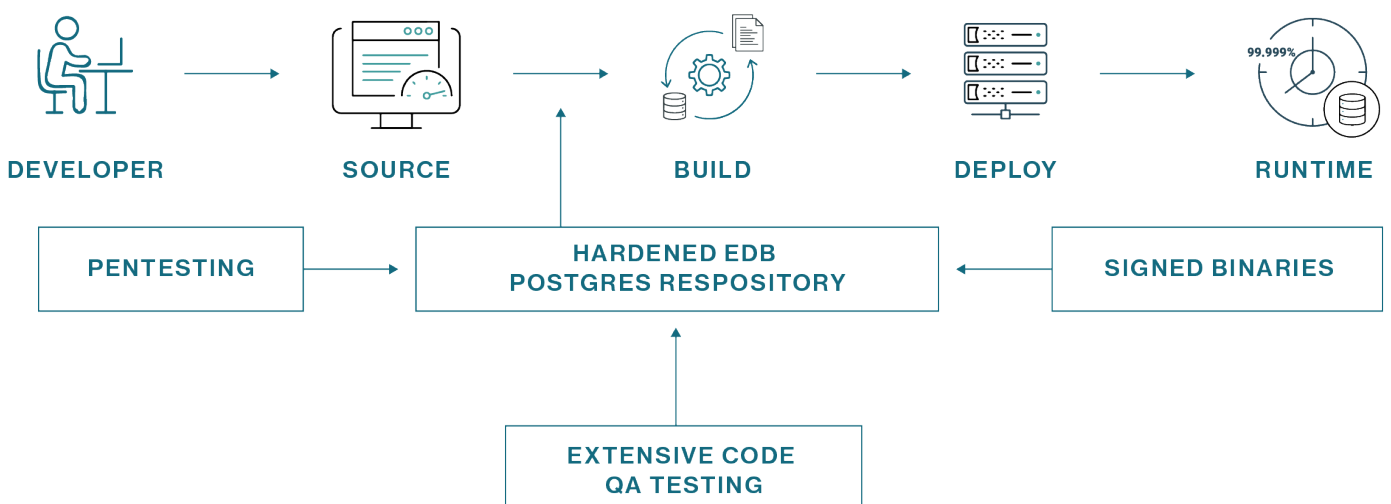 99.999%
DEVELOPER
SOURCE
BUILD
DEPLOY
RUNTIME
PENTESTING
HARDENED EDB
POSTGRES RESPOSITORY
SIGNED BINARIES
EXTENSIVE CODE
QA TESTING